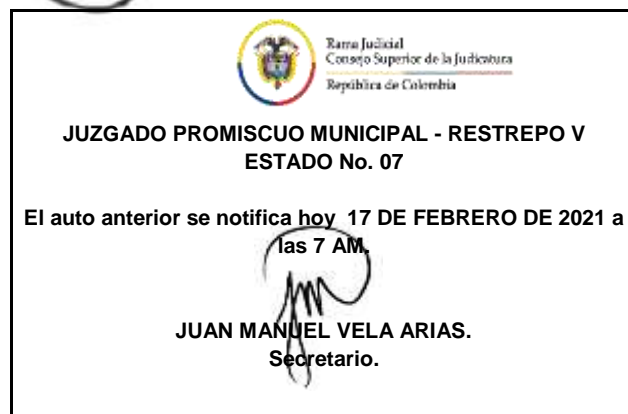 Rama Judicial
Consejo Superior de la Judicatura
República de Colombia
JUZGADO PROMISCUO MUNICIPAL - RESTREPO V
ESTADO No. 07
El auto anterior se notifica hoy 17 DE FEBRERO DE 2021 a
las 7 AM.
JUAN MANUEL VELA ARIAS.
Secretario.